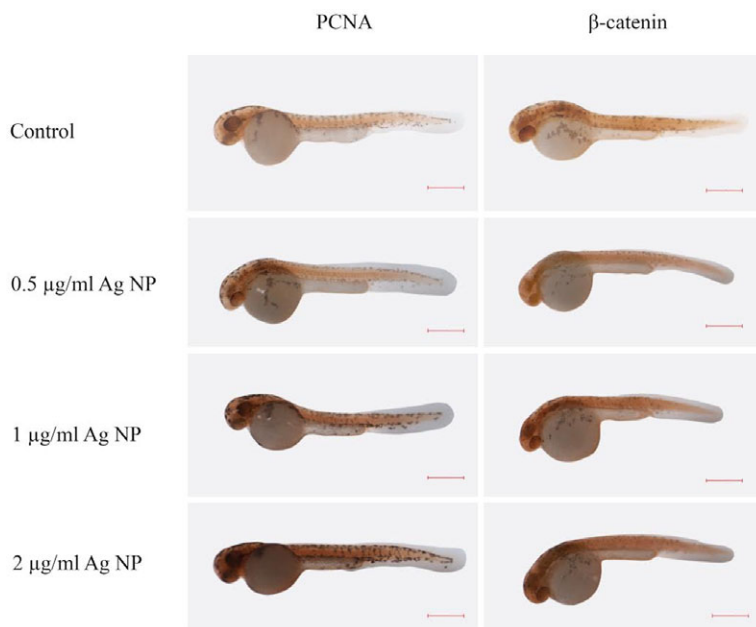 PCNA β-catenin
Control
0.5 µg/ml Ag NP
1 µg/ml Ag NP
2 µg/ml Ag NP